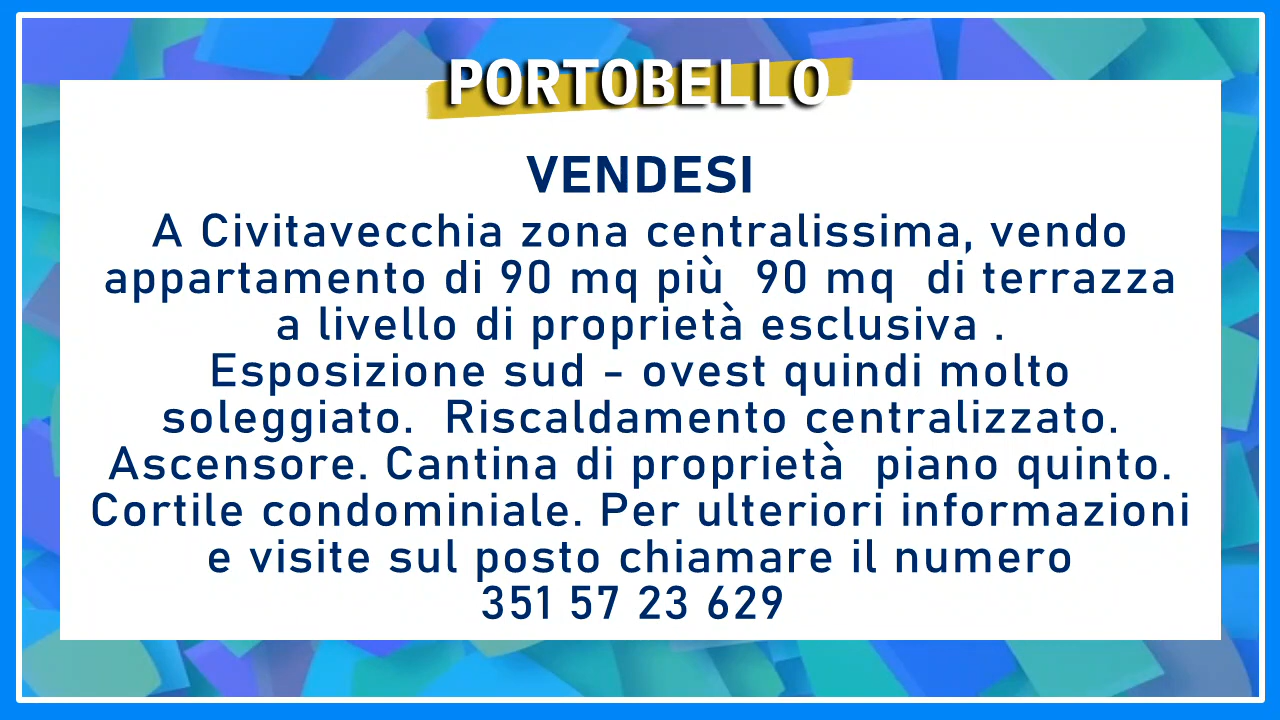 PORTOBELLO
VENDESI
A Civitavecchia zona centralissima, vendo
appartamento di 90 mq più  90 mq  di terrazza
a livello di proprietà esclusiva .
Esposizione sud - ovest quindi molto
soleggiato.  Riscaldamento centralizzato.
Ascensore. Cantina di proprietà  piano quinto.
Cortile condominiale. Per ulteriori informazioni
e visite sul posto chiamare il numero
351 57 23 629